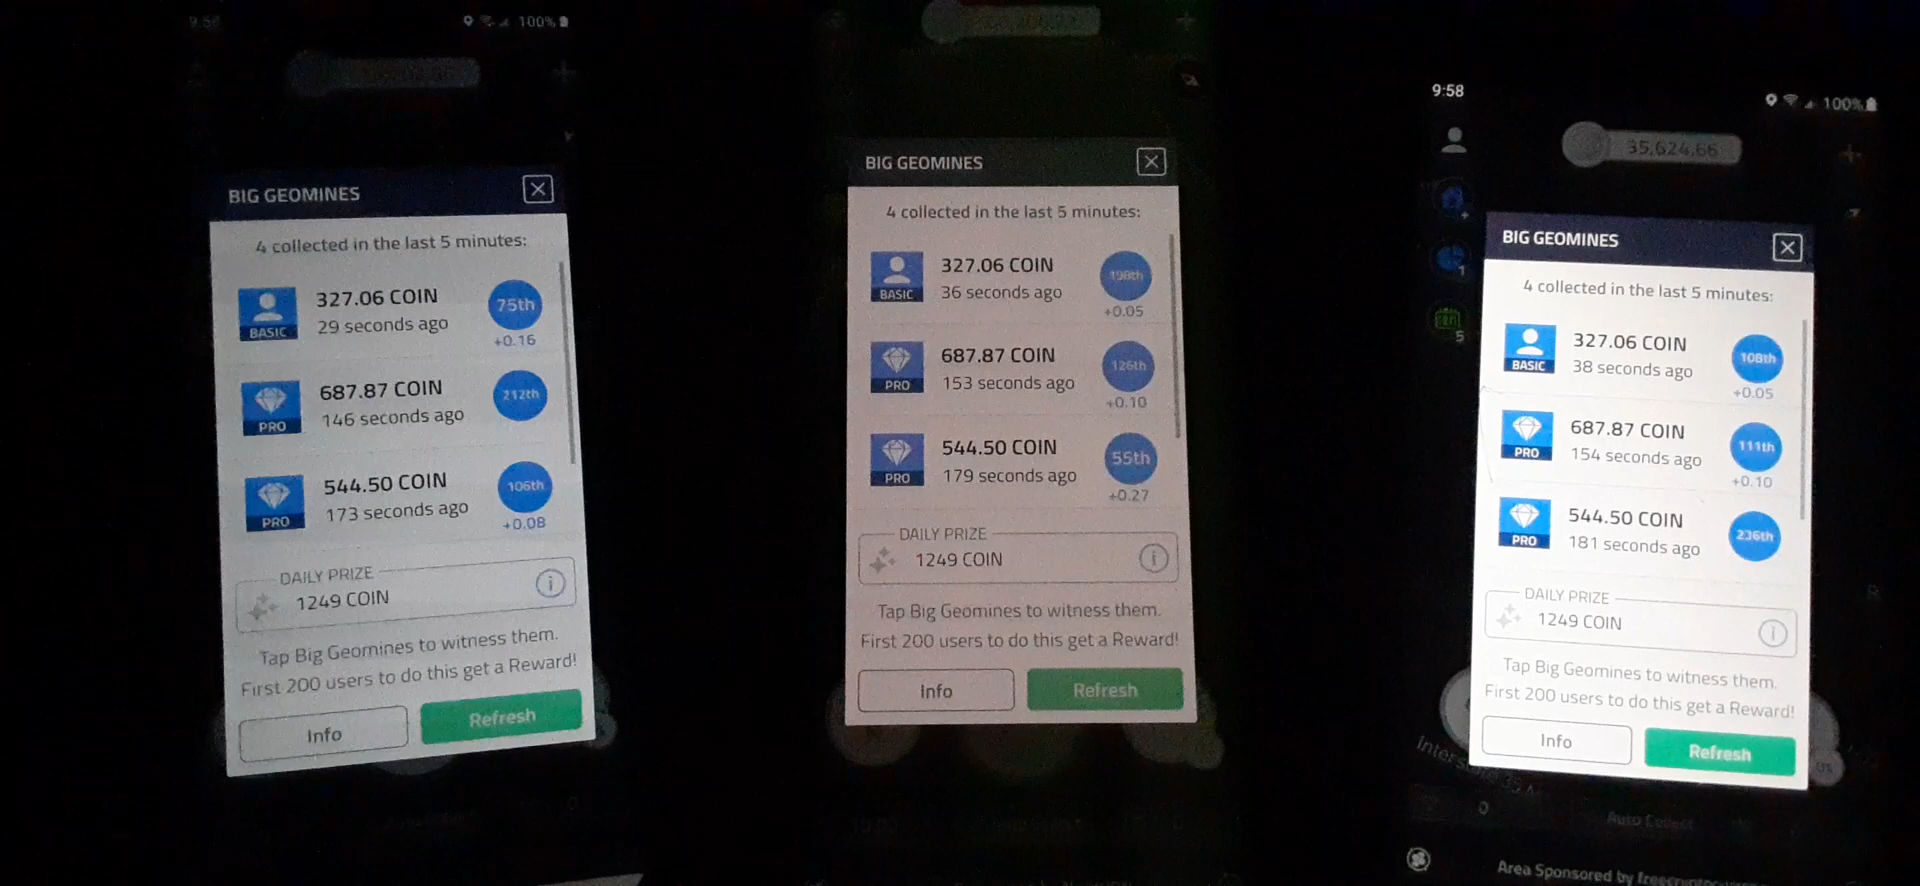 9:58
100%
BIG GEOMINES
4 collected in the last 5 minutes:
327.06 COIN
BASIC
29 seconds ago
75th
+0.16
687.87 COIN
PRO
146 seconds ago
212th
544.50 COIN
PRO
173 seconds ago
106th
+0.08
DAILY PRIZE
1249 COIN
Tap Big Geomines to witness them.
First 200 users to do this get a Reward!
Info
Refresh
BIG GEOMINES
4 collected in the last 5 minutes:
327.06 COIN
BASIC
36 seconds ago
198th
+0.05
687.87 COIN
PRO
153 seconds ago
126th
+0.10
544.50 COIN
PRO
179 seconds ago
55th
+0.27
DAILY PRIZE
1249 COIN
Tap Big Geomines to witness them.
First 200 users to do this get a Reward!
Info
Refresh
9:58
100%
35,624.66
1
5
BIG GEOMINES
4 collected in the last 5 minutes:
327.06 COIN
BASIC
38 seconds ago
108th
+0.05
687.87 COIN
PRO
154 seconds ago
111th
+0.10
544.50 COIN
PRO
181 seconds ago
236th
DAILY PRIZE
1249 COIN
Tap Big Geomines to witness them.
First 200 users to do this get a Reward!
Info
Refresh
Interstate 35
0
Auto Collect
Area Sponsored by